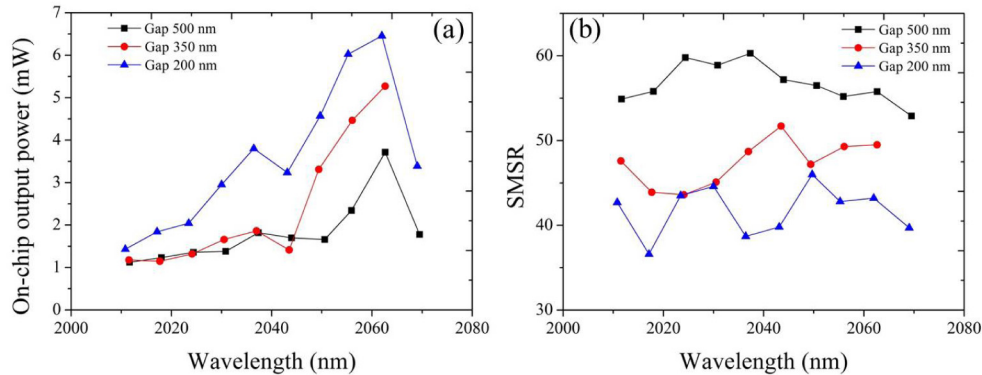 (a)
Gap 500 nm
Gap 350 nm
Gap 200 nm
On-chip output power (mW)
7
6
5
4
3
2
1
0
2000 2020 2040 2060 2080
Wavelength (nm)
(b)
Gap 500 nm
Gap 350 nm
Gap 200 nm
SMSR
60
50
40
30
2000 2020 2040 2060 2080
Wavelength (nm)